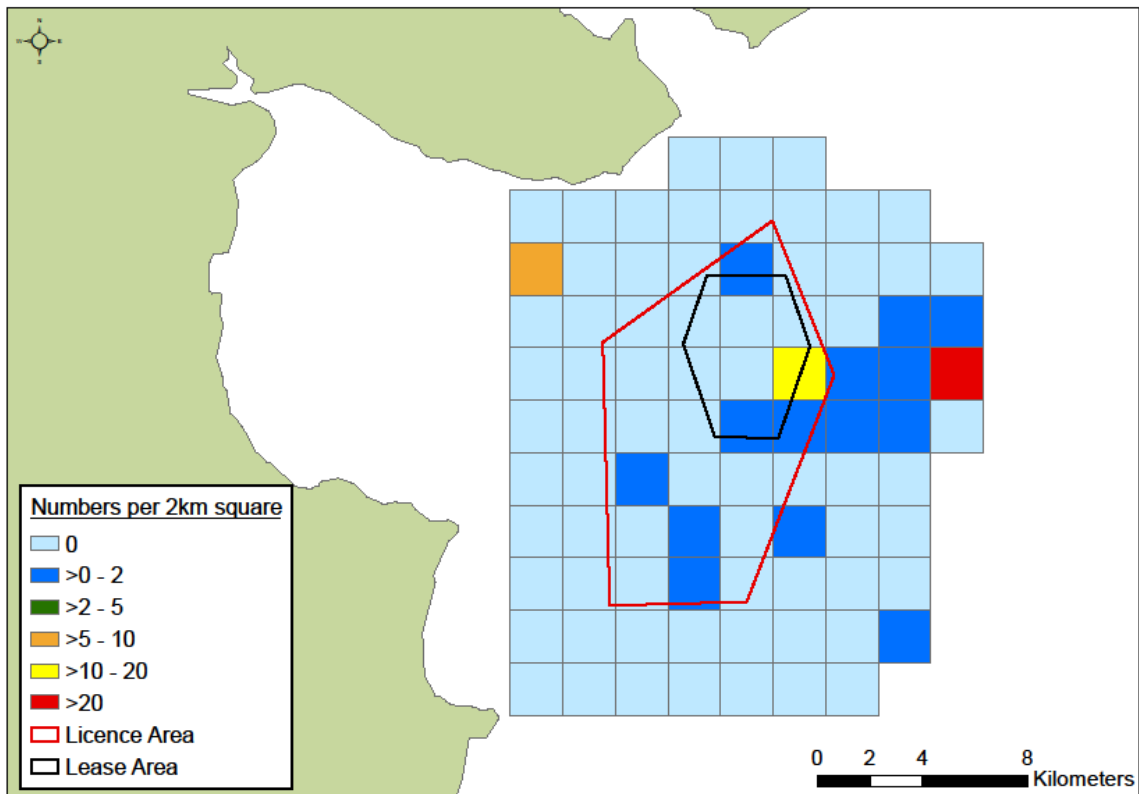 N
S
Numbers per 2km square
0
>0 - 2
>2 - 5
>5 - 10
>10 - 20
>20
Licence Area
Lease Area
0 2 4 8
Kilometers